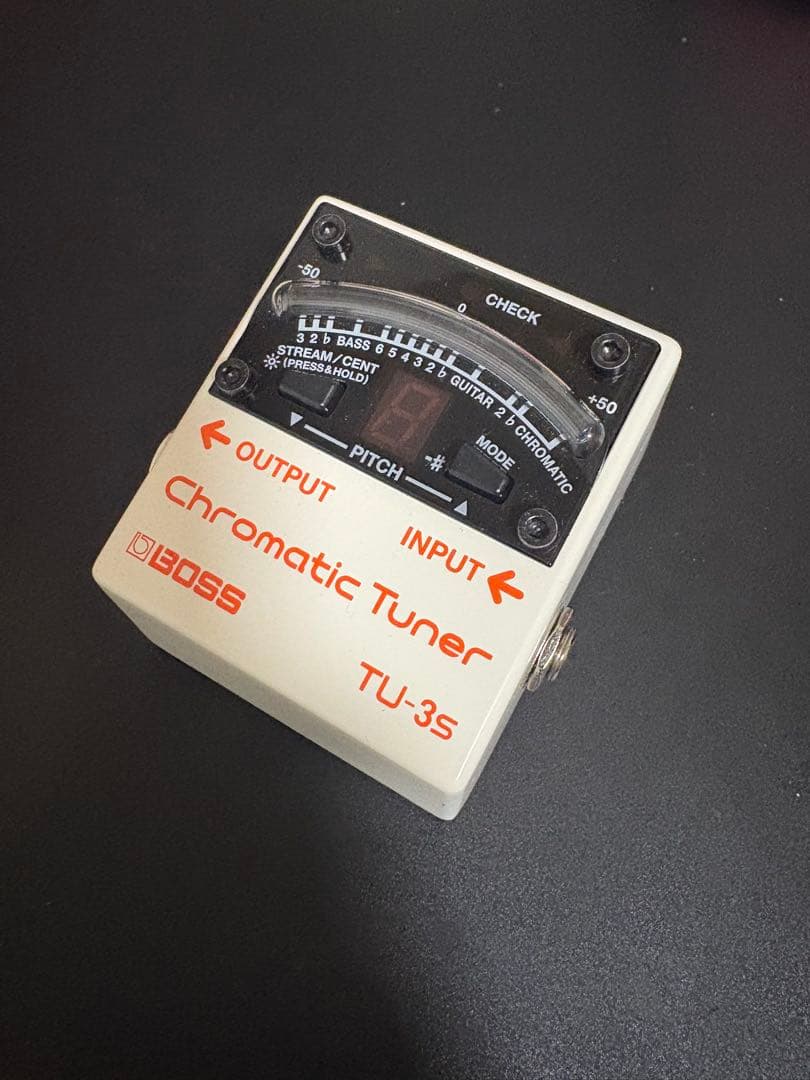 CHECK
-50 0 +50
3 2 ♭ BASS 6 5 4 3 2 ♭ GUITAR 2 ♭ CHROMATIC
STREAM/CENT
(PRESS&HOLD)
MODE
▼ PITCH ▲
-#
← OUTPUT
INPUT ←
Chromatic Tuner
BOSS
TU-3s